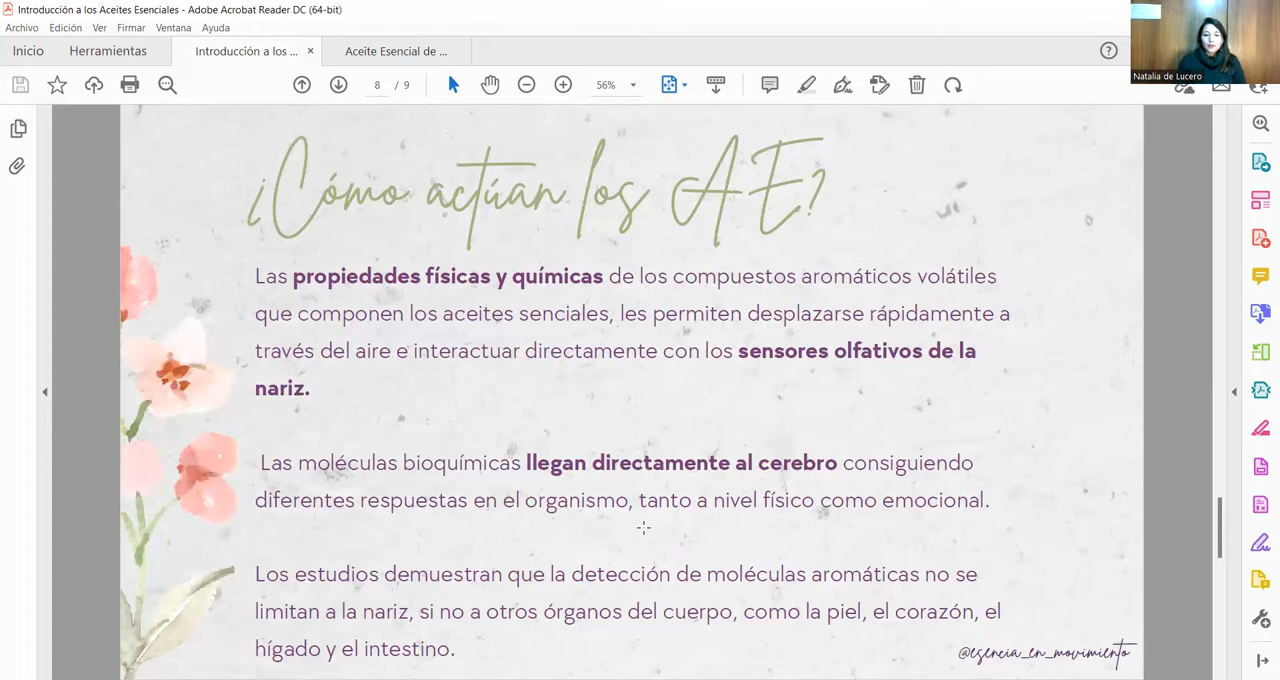 Introducción a los Aceites Esenciales - Adobe Acrobat Reader DC (64-bit)
Archivo Edición Ver Firmar Ventana Ayuda
Inicio Herramientas Introducción a los ... × Aceite Esencial de ...
8 / 9 56%
Natalia de Lucero
¿Cómo actúan los AE?
Las propiedades físicas y químicas de los compuestos aromáticos volátiles
que componen los aceites senciales, les permiten desplazarse rápidamente a
través del aire e interactuar directamente con los sensores olfativos de la
nariz.
Las moléculas bioquímicas llegan directamente al cerebro consiguiendo
diferentes respuestas en el organismo, tanto a nivel físico como emocional.
Los estudios demuestran que la detección de moléculas aromáticas no se
limitan a la nariz, si no a otros órganos del cuerpo, como la piel, el corazón, el
hígado y el intestino.
@esencia_en_movimiento